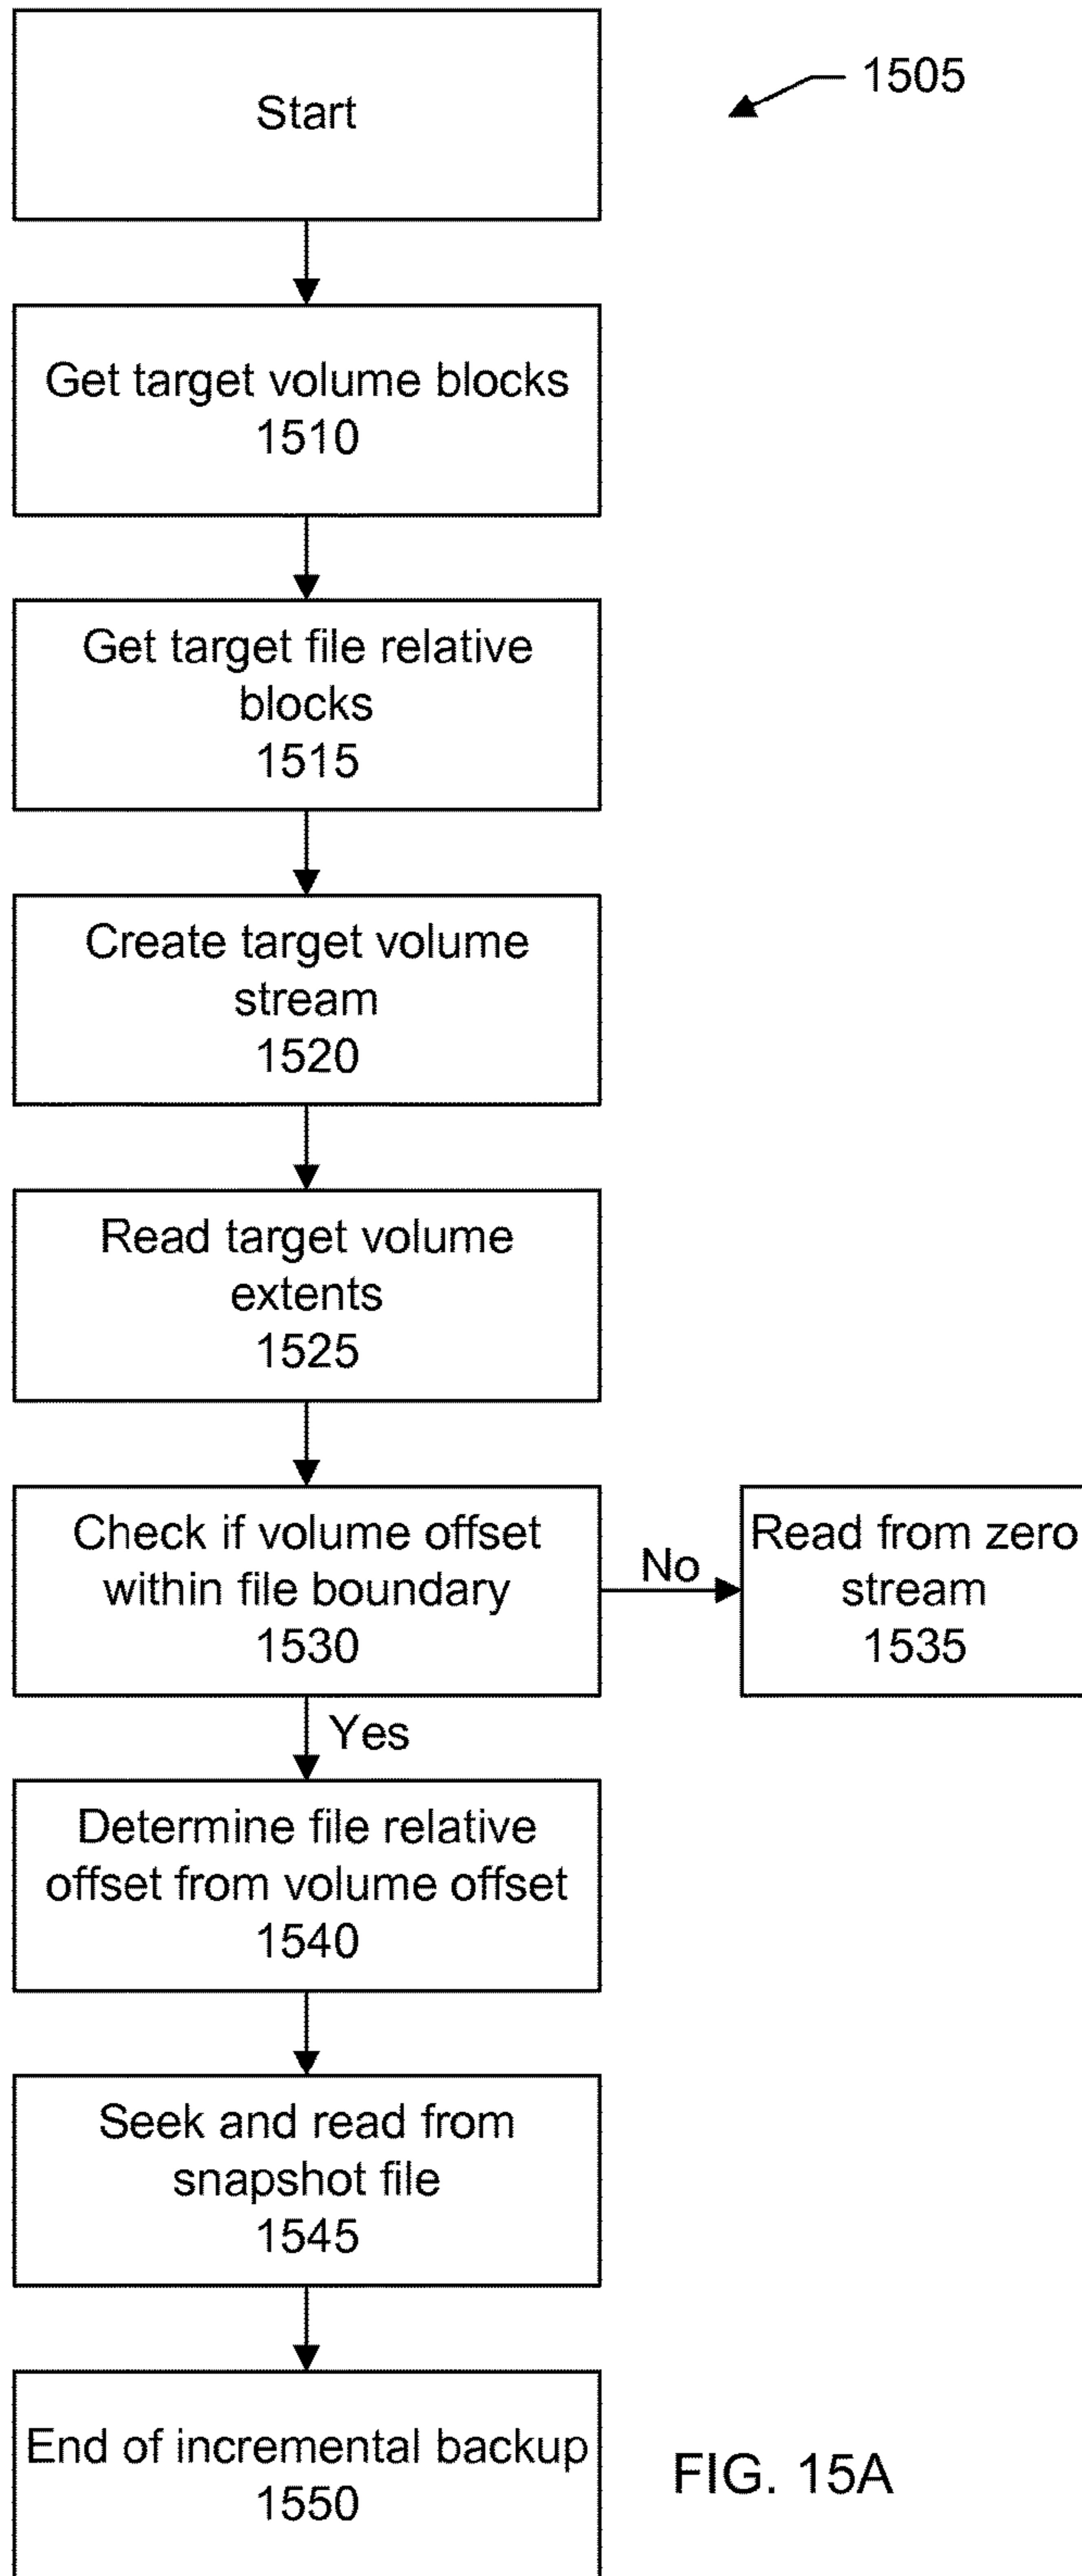 Start
1505
Get target volume blocks
1510
Get target file relative
blocks
1515
Create target volume
stream
1520
Read target volume
extents
1525
Check if volume offset
within file boundary
1530
No
Read from zero
stream
1535
Yes
Determine file relative
offset from volume offset
1540
Seek and read from
snapshot file
1545
End of incremental backup
1550
FIG. 15A